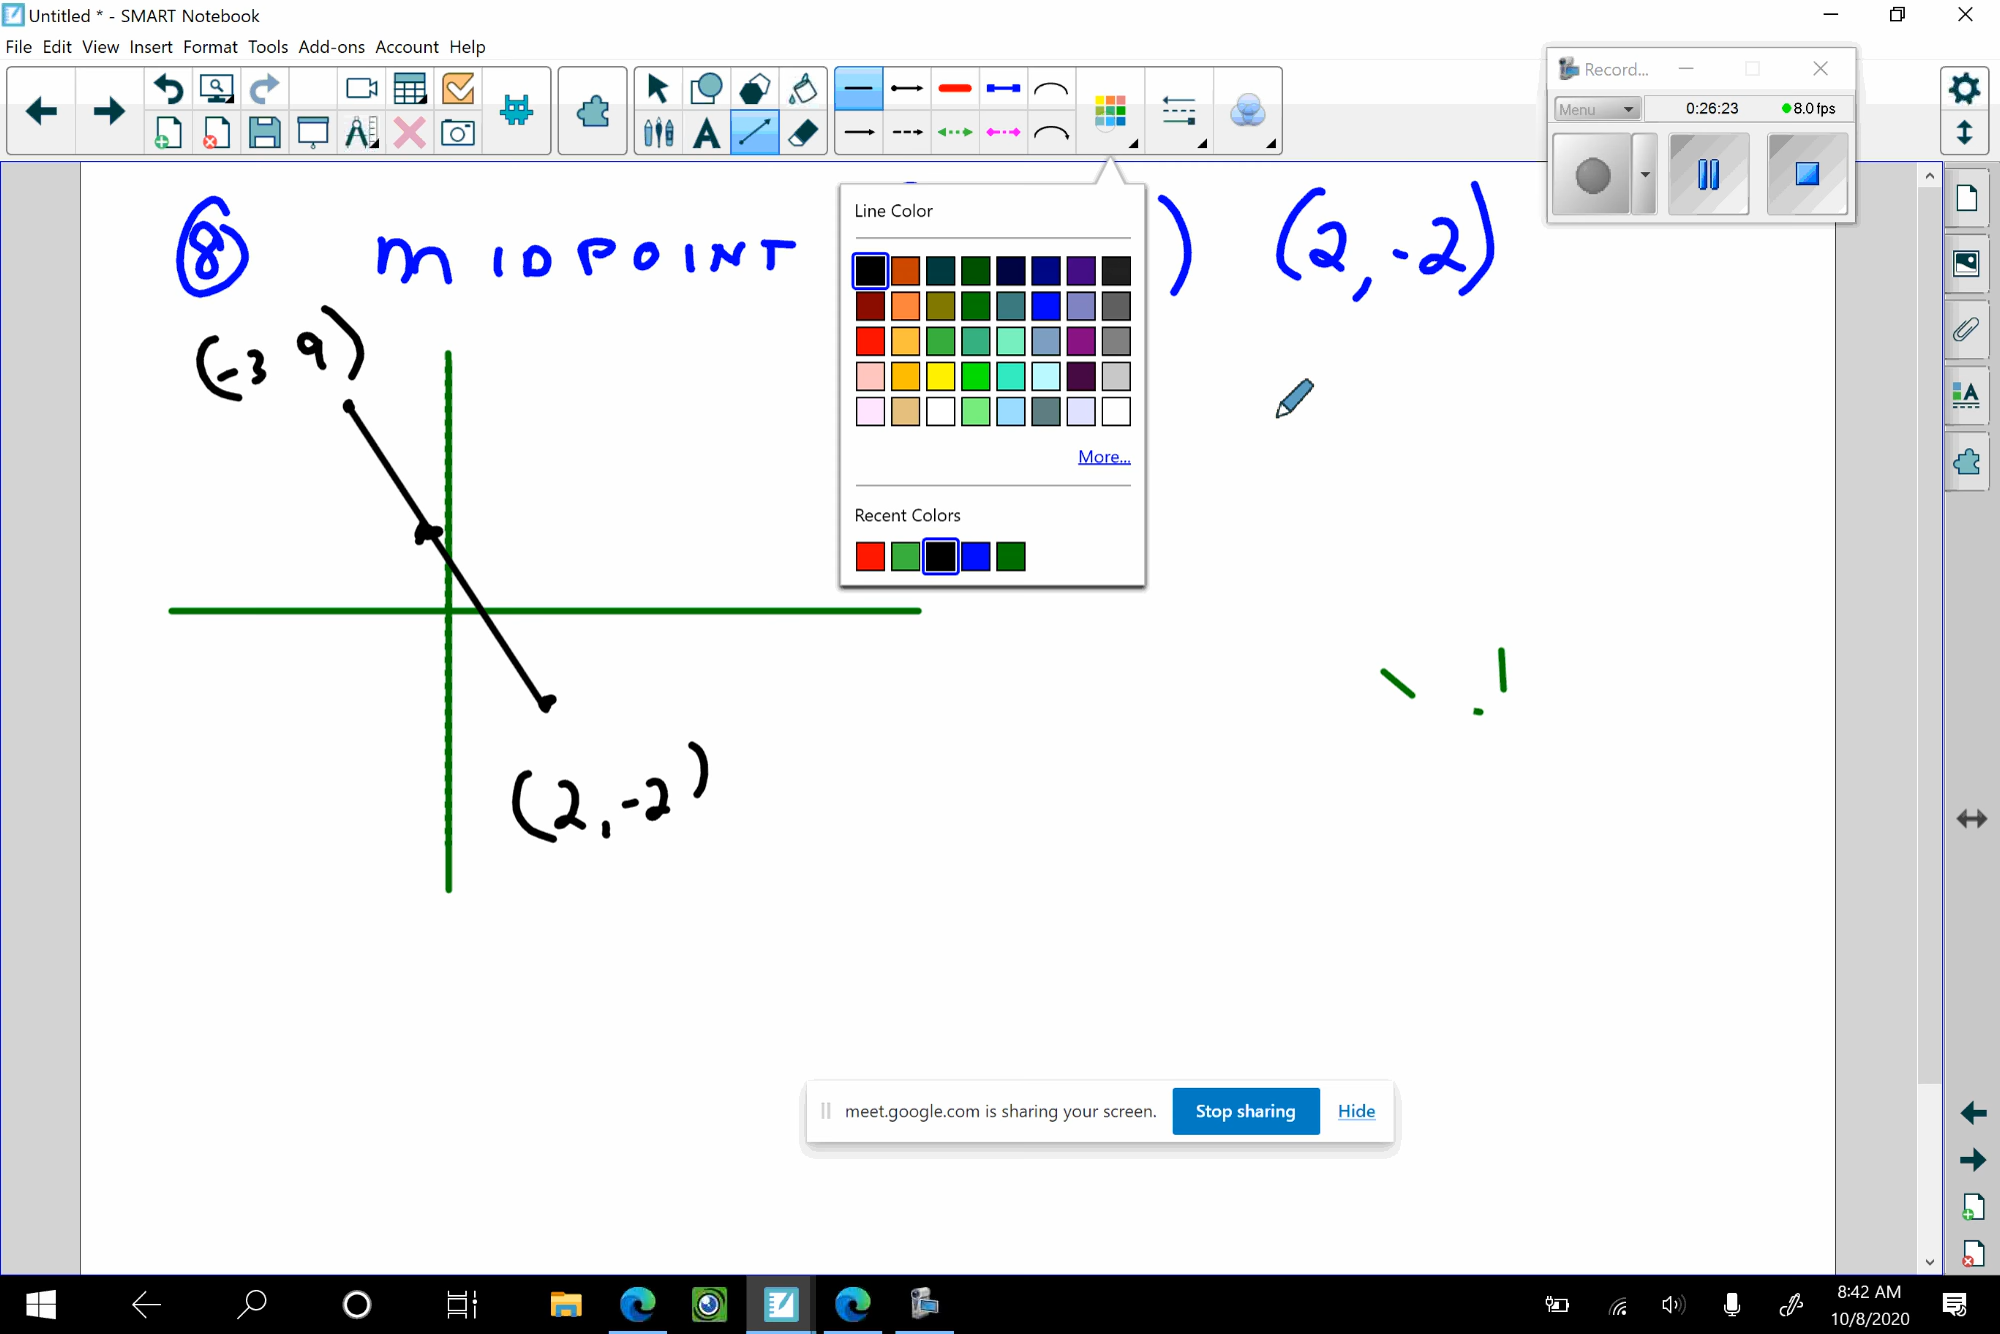 Untitled * - SMART Notebook
File Edit View Insert Format Tools Add-ons Account Help
Record...
Menu 0:26:23 8.0 fps
8 MIDPOINT ) (2, -2)
Line Color
More...
Recent Colors
(-3 9)
(2, -2)
meet.google.com is sharing your screen. Stop sharing Hide
8:42 AM
10/8/2020